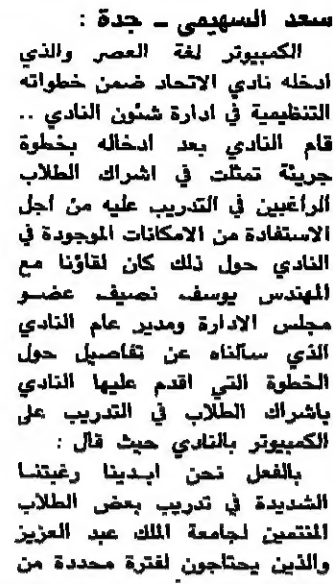 سعد السهيمي ـ جدة :
الكمبيوتر لغة العصر والذي
ادخله نادي الاتحاد ضمن خطواته
التنظيمية في ادارة شئون النادي ..
قام النادي بعد ادخاله بخطوة
جريئة تمثلت في اشراك الطلاب
الراغبين في التدريب عليه من اجل
الاستفادة من الامكانات الموجودة في
النادي حول ذلك كان لقاؤنا مع
المهندس يوسف نصيف عضو
مجلس الادارة ومدير عام النادي
الذي سألناه عن تفاصيل حول
الخطوة التي اقدم عليها النادي
باشراك الطلاب في التدريب على
الكمبيوتر بالنادي حيث قال :
بالفعل نحن ابدينا رغبتنا
الشديدة في تدريب بعض الطلاب
المنتمين لجامعة الملك عبد العزيز
والذين يحتاجون لفترة محددة من